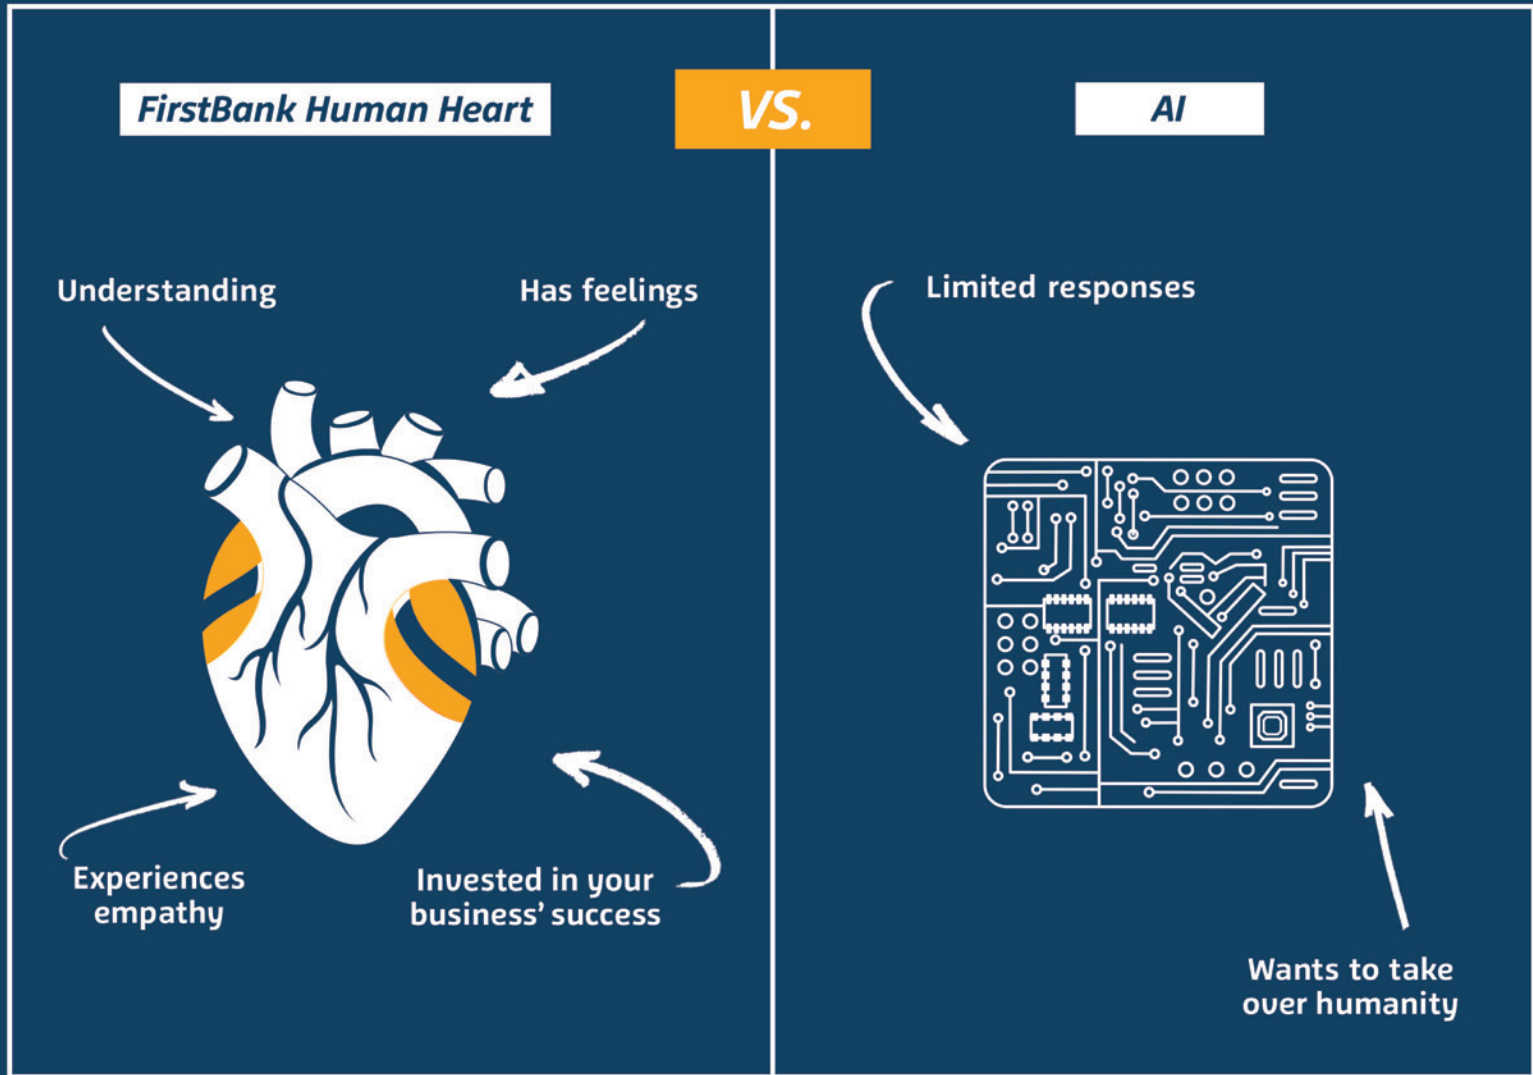 FirstBank Human Heart
VS.
AI
Understanding
Has feelings
Experiences
empathy
Invested in your
business’ success
Limited responses
Wants to take
over humanity